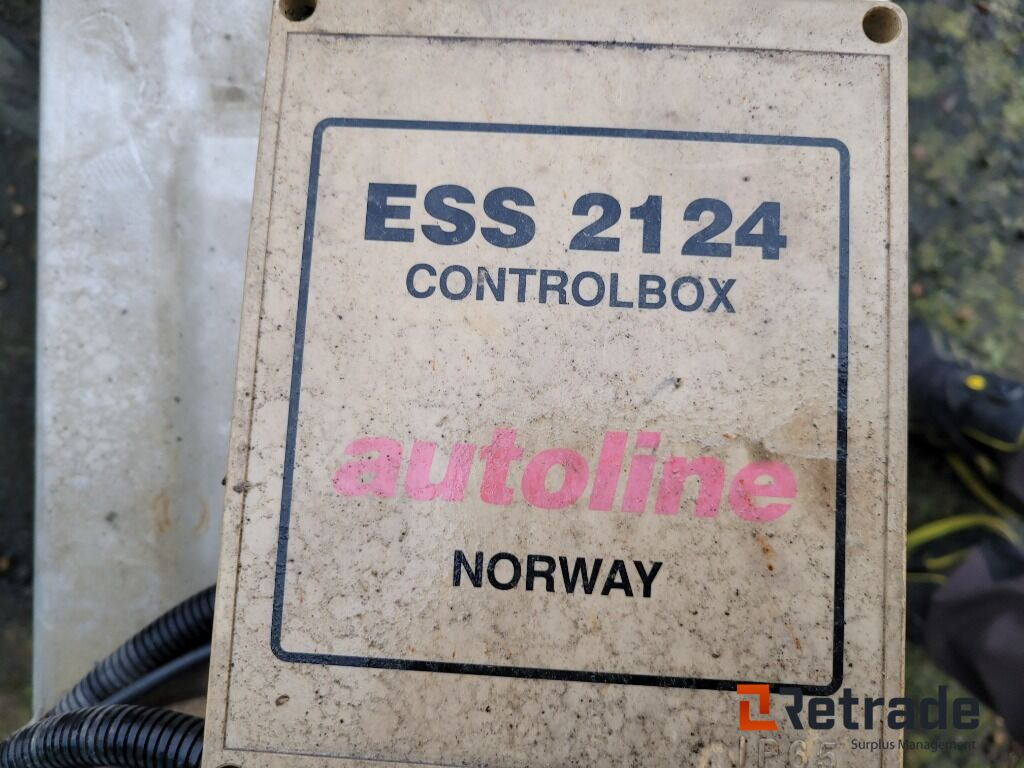 ESS 2124
CONTROLBOX
autoline
NORWAY
Retrade
Surplus Management